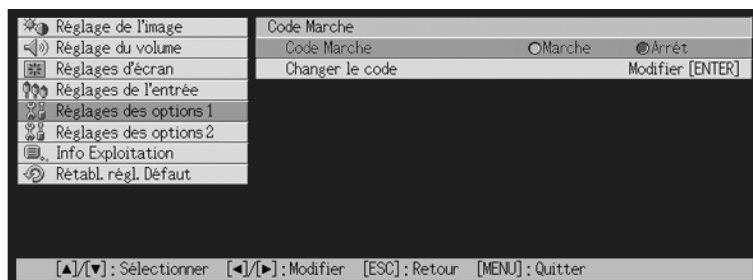 Réglage de l'image
Réglage du volume
Réglages d'écran
Réglages de l'entrée
Réglages des options 1
Réglages des options 2
Info Exploitation
Rétabl. régl. Défaut
Code Marche
Code Marche Marche Arrêt
Changer le code Modifier [ENTER]
[▲]/[▼] : Sélectionner [◄]/[►] : Modifier [ESC] : Retour [MENU] : Quitter